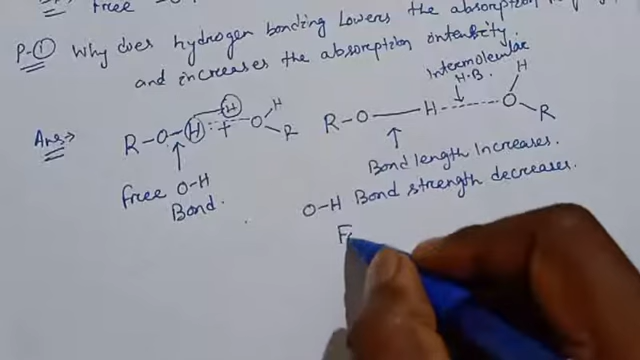 Free
P-① Why does hydrogen bonding Lowers the absorption
and increases the absorption intensity.
Intermolecular
H·B.
Ans:→
R-O-H H + O H R
R-O—H O H R
Free O-H
Bond.
Bond length Increases.
O-H Bond strength decreases.
F